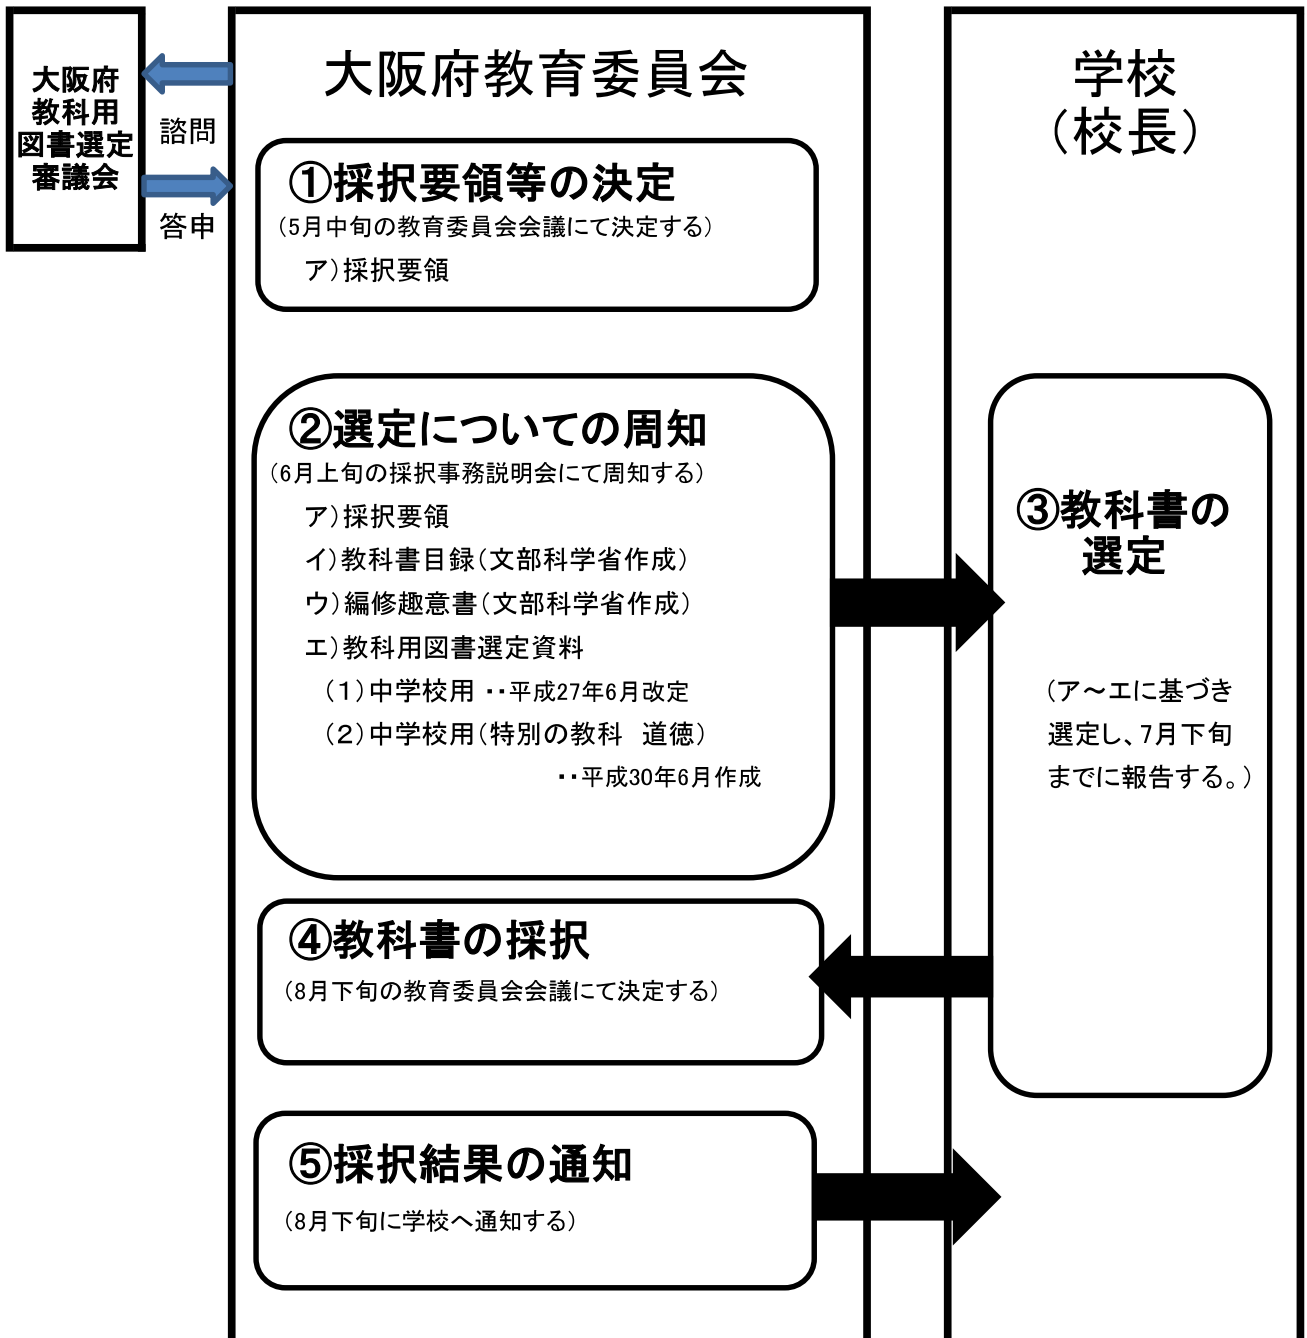 大阪府
教科用
図書選定
審議会
諮問
答申
大阪府教育委員会
①採択要領等の決定
(5月中旬の教育委員会会議にて決定する)
ア)採択要領
②選定についての周知
(6月上旬の採択事務説明会にて周知する)
ア)採択要領
イ)教科書目録(文部科学省作成)
ウ)編修趣意書(文部科学省作成)
エ)教科用図書選定資料
(1)中学校用 ・・平成27年6月改定
(2)中学校用(特別の教科 道徳)
・・平成30年6月作成
④教科書の採択
(8月下旬の教育委員会会議にて決定する)
⑤採択結果の通知
(8月下旬に学校へ通知する)
学校
(校長)
③教科書の
選定
(ア~エに基づき
選定し、7月下旬
までに報告する。)